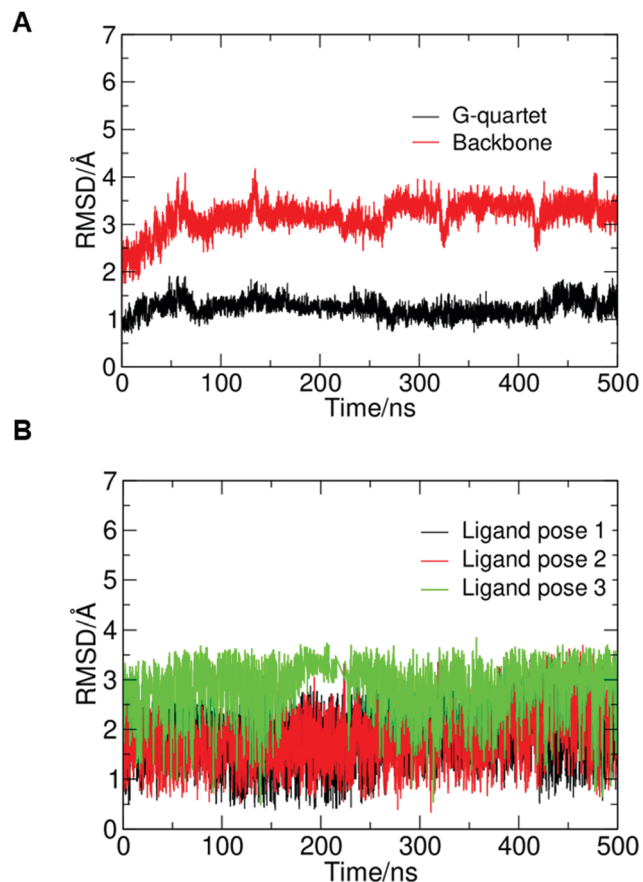 A
7
6
5
4
3
2
1
0
RMSD/Å
G-quartet
Backbone
0 100 200 300 400 500
Time/ns
B
7
6
5
4
3
2
1
0
RMSD/Å
Ligand pose 1
Ligand pose 2
Ligand pose 3
0 100 200 300 400 500
Time/ns